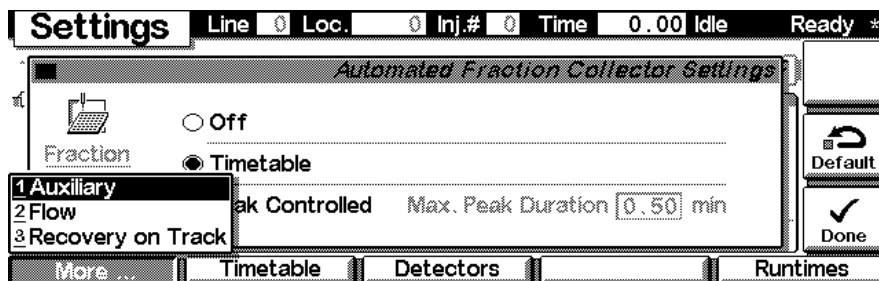 Settings Line 0 Loc. 0 Inj.# 0 Time 0.00 Idle Ready *
Automated Fraction Collector Settings
Off
Fraction
Timetable
Default
1 Auxiliary
2 Flow
3 Recovery on Track
ak Controlled Max. Peak Duration 0.50 min
Done
More ... Timetable Detectors Runtimes